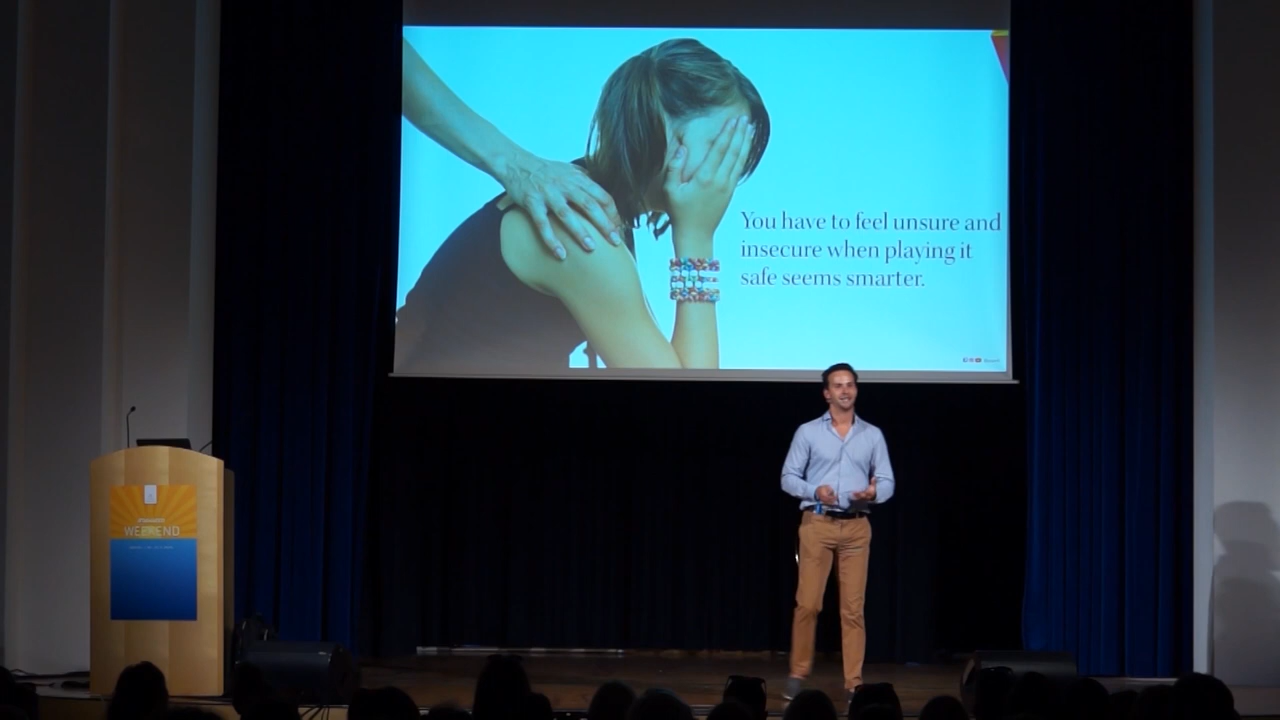 You have to feel unsure and
insecure when playing it
safe seems smarter.
WEEKEND